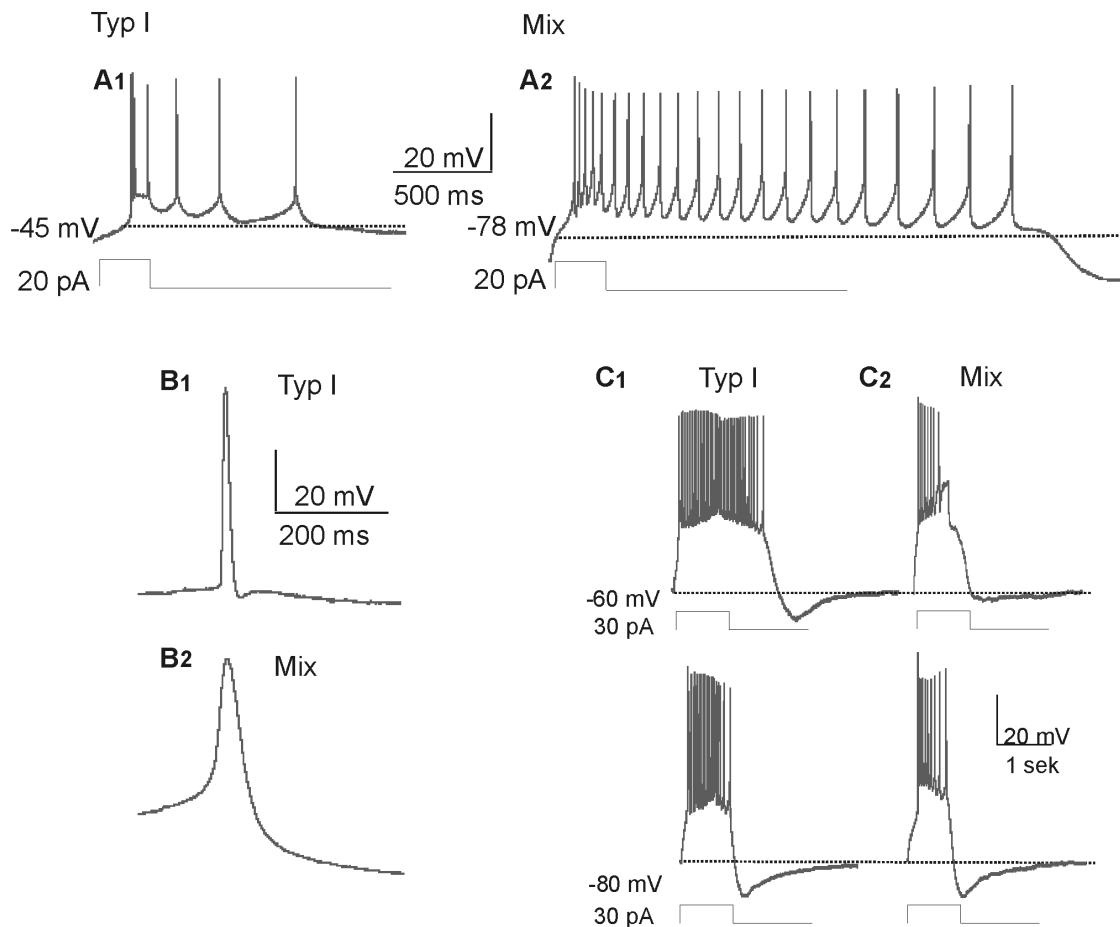 Typ I
Mix
A1
A2
20 mV
500 ms
-45 mV
-78 mV
20 pA
20 pA
B1
Typ I
20 mV
200 ms
B2
Mix
C1
Typ I
C2
Mix
-60 mV
30 pA
20 mV
1 sek
-80 mV
30 pA